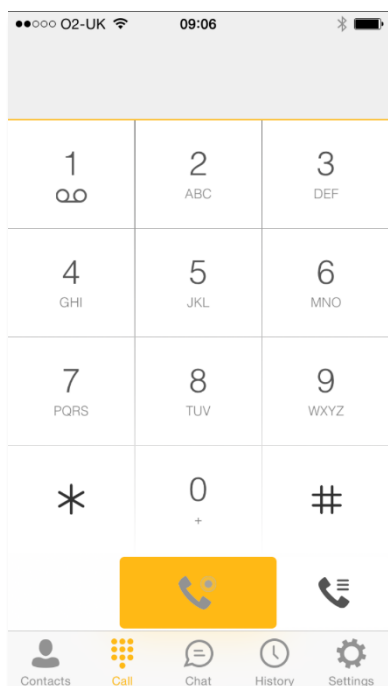 O2-UK 09:06
1 2 3
ABC DEF
4 5 6
GHI JKL MNO
7 8 9
PQRS TUV WXYZ
* 0 #
+
Contacts Call Chat History Settings